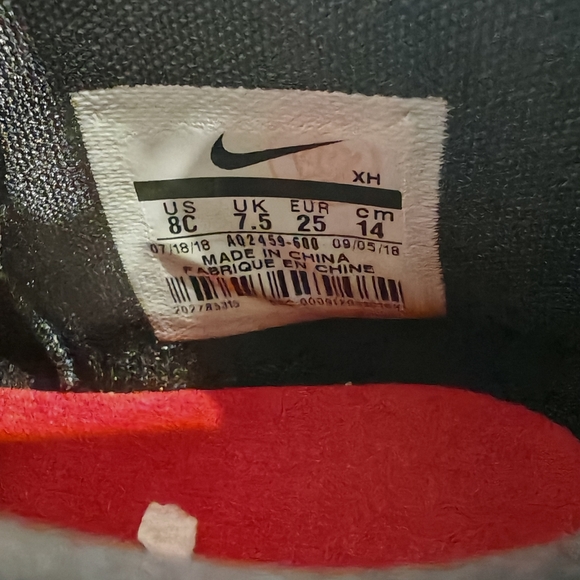 XH
US UK EUR cm
8C 7.5 25 14
07/18/18 AQ2459-600 09/05/18
MADE IN CHINA
FABRIQUE EN CHINE